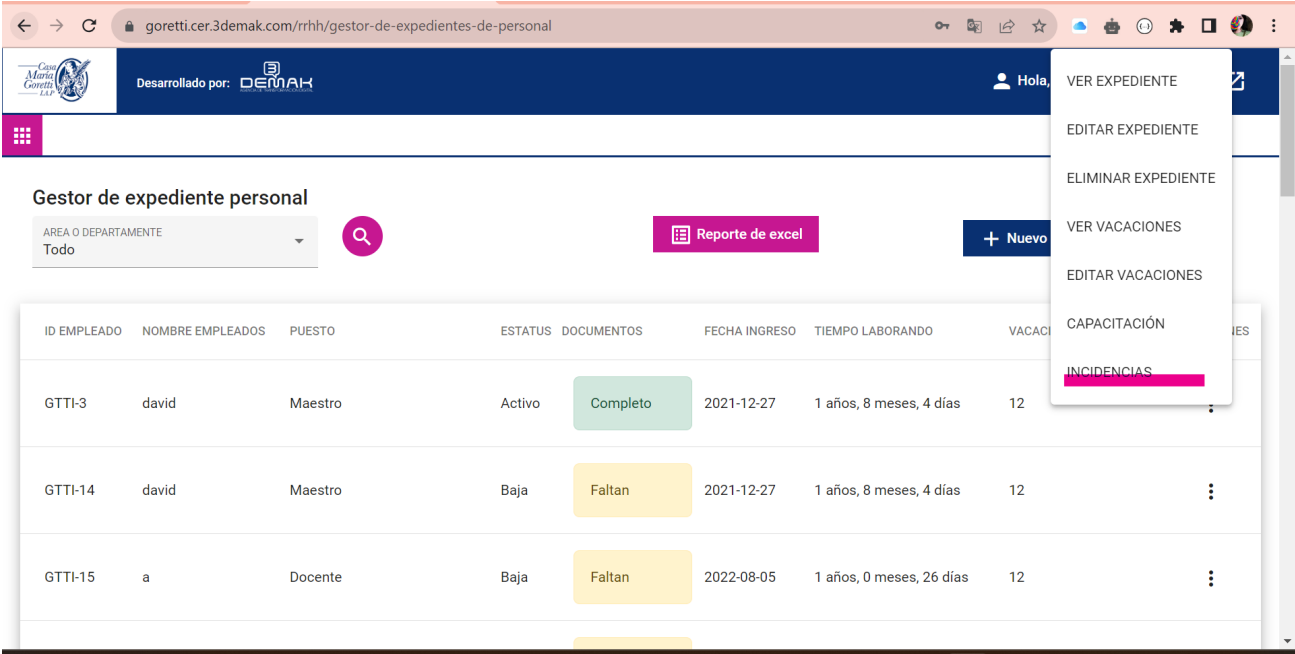 goretti.cer.3demak.com/rrhh/gestor-de-expedientes-de-personal
Casa
María
Goretti
I.A.P
Desarrollado por: DEMAK
Hola,
VER EXPEDIENTE
EDITAR EXPEDIENTE
ELIMINAR EXPEDIENTE
VER VACACIONES
EDITAR VACACIONES
CAPACITACIÓN
INCIDENCIAS
Gestor de expediente personal
AREA O DEPARTAMENTE
Todo
Reporte de excel
+ Nuevo
ID EMPLEADO NOMBRE EMPLEADOS PUESTO ESTATUS DOCUMENTOS FECHA INGRESO TIEMPO LABORANDO VACACI NES
GTTI-3 david Maestro Activo Completo 2021-12-27 1 años, 8 meses, 4 días 12
GTTI-14 david Maestro Baja Faltan 2021-12-27 1 años, 8 meses, 4 días 12
GTTI-15 a Docente Baja Faltan 2022-08-05 1 años, 0 meses, 26 días 12